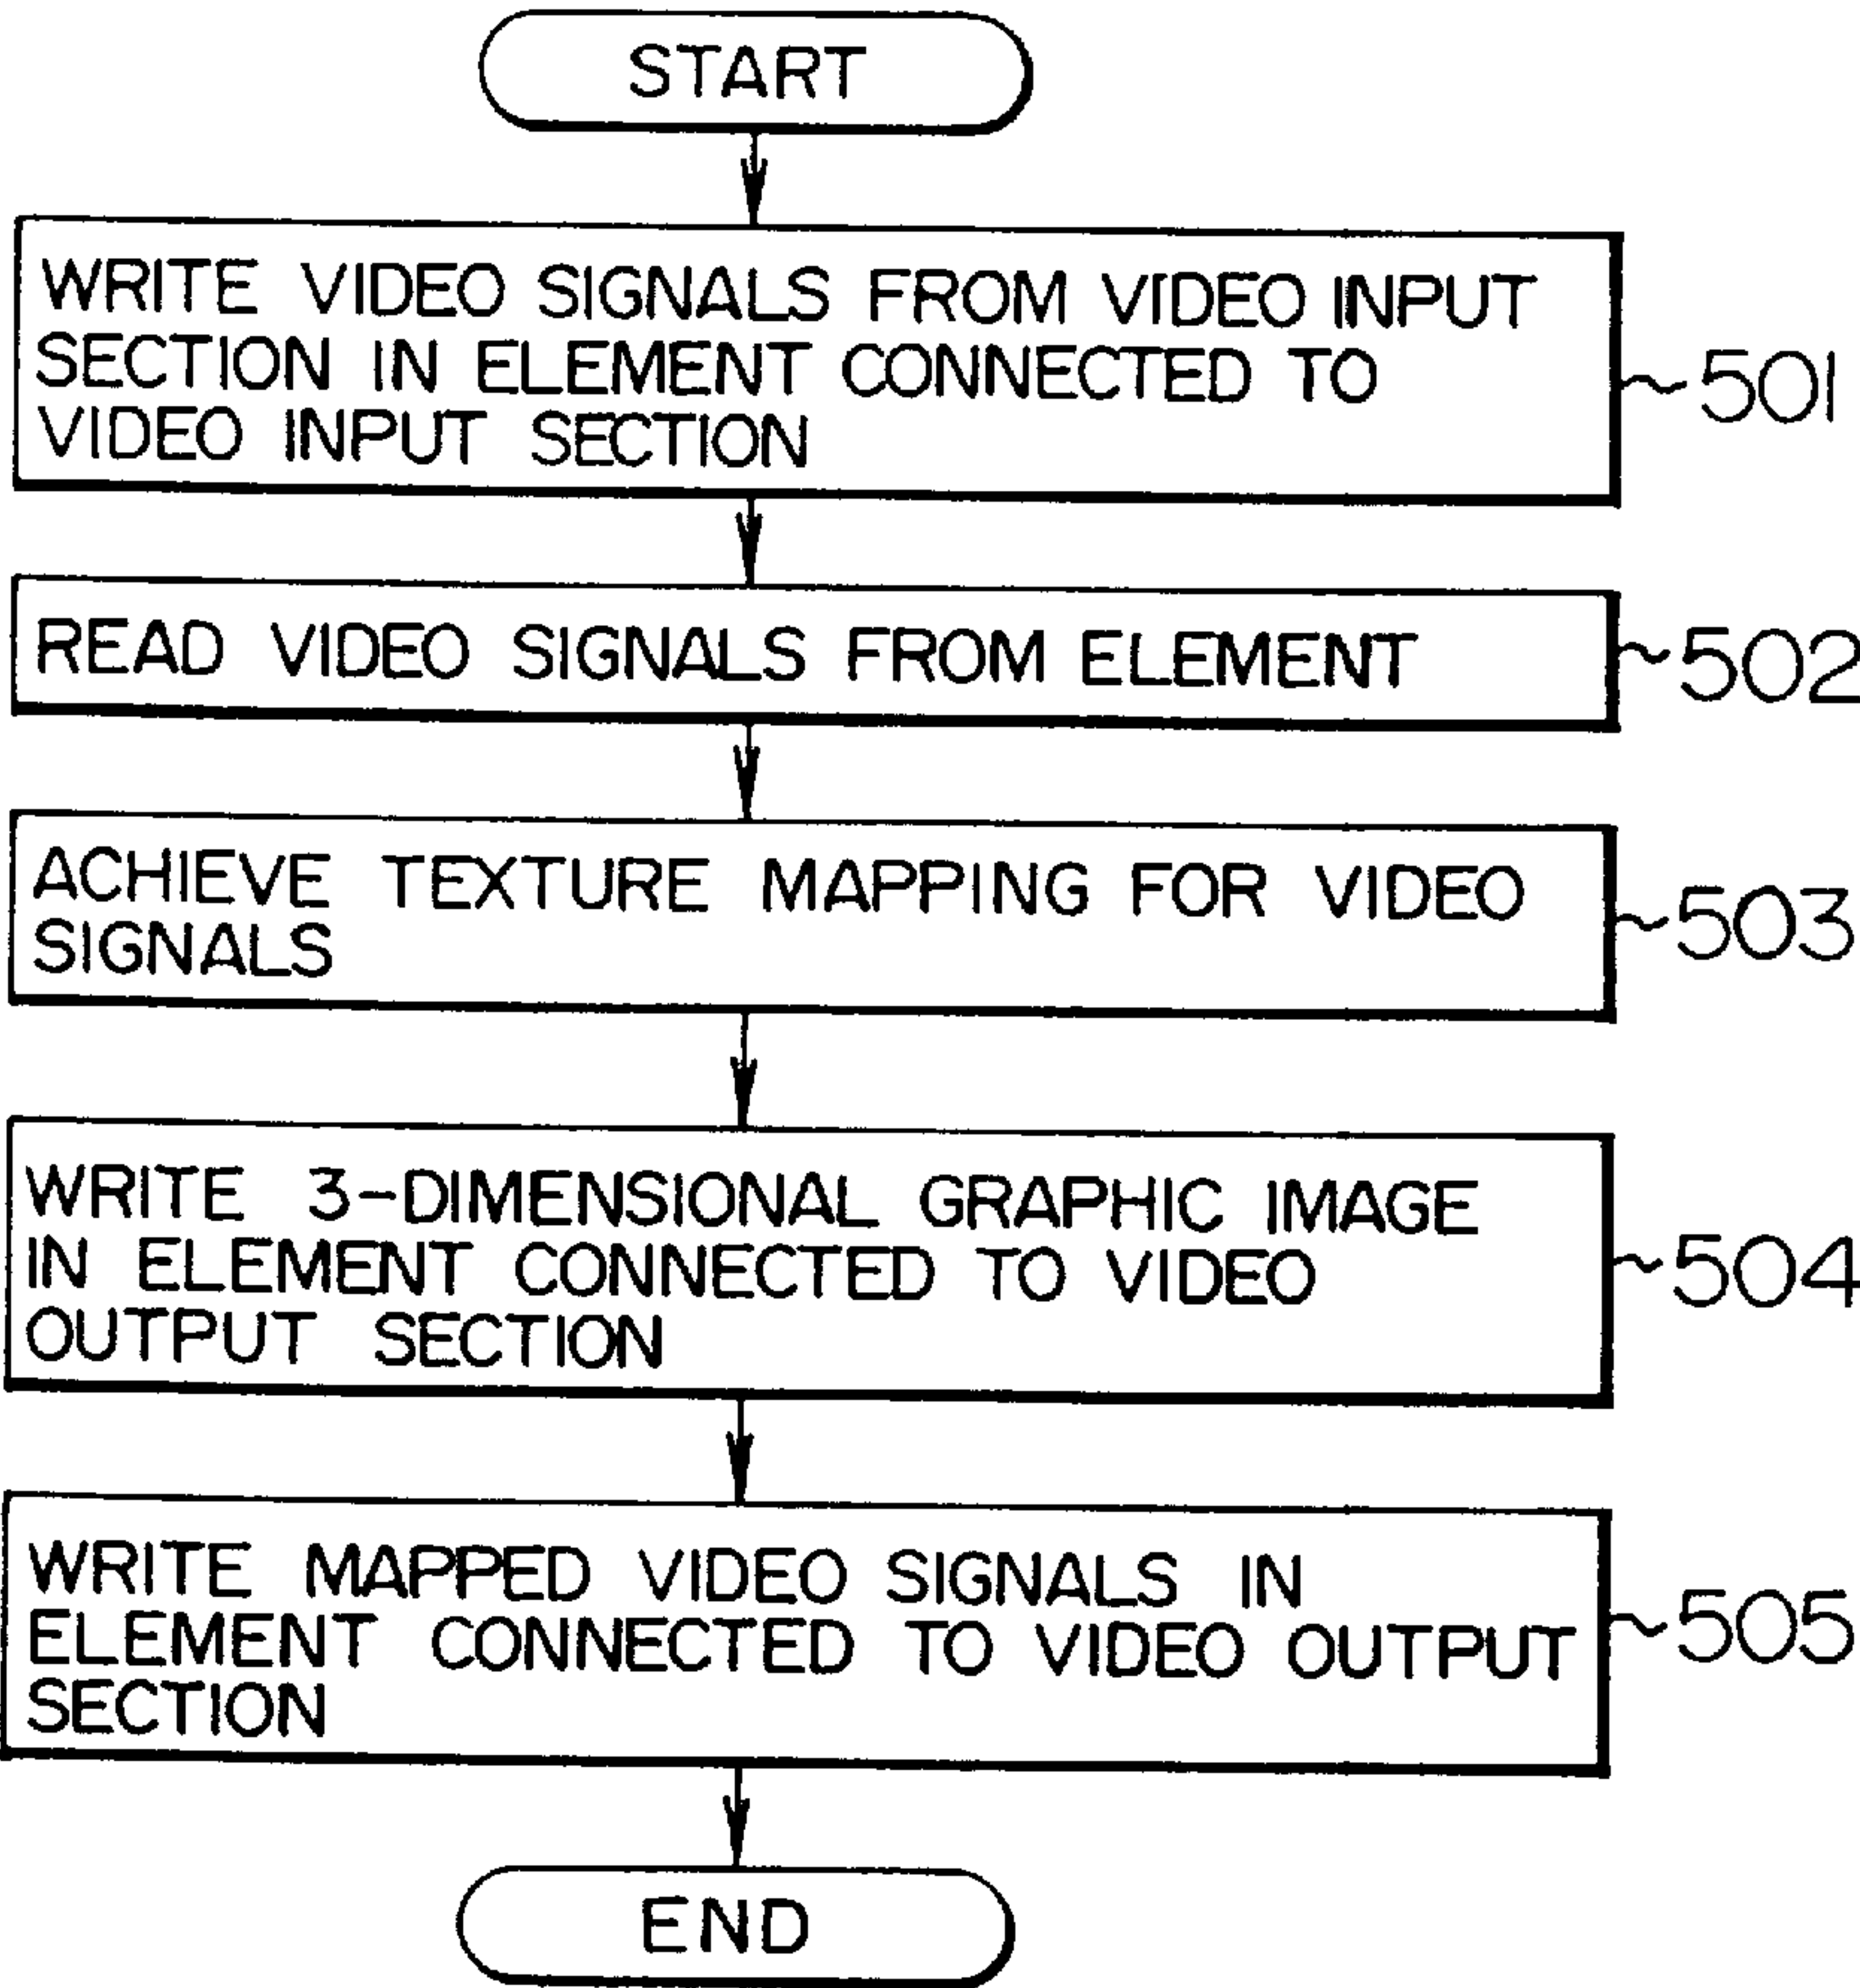 START
WRITE VIDEO SIGNALS FROM VIDEO INPUT
SECTION IN ELEMENT CONNECTED TO
VIDEO INPUT SECTION
501
READ VIDEO SIGNALS FROM ELEMENT
502
ACHIEVE TEXTURE MAPPING FOR VIDEO
SIGNALS
503
WRITE 3-DIMENSIONAL GRAPHIC IMAGE
IN ELEMENT CONNECTED TO VIDEO
OUTPUT SECTION
504
WRITE MAPPED VIDEO SIGNALS IN
ELEMENT CONNECTED TO VIDEO OUTPUT
SECTION
505
END